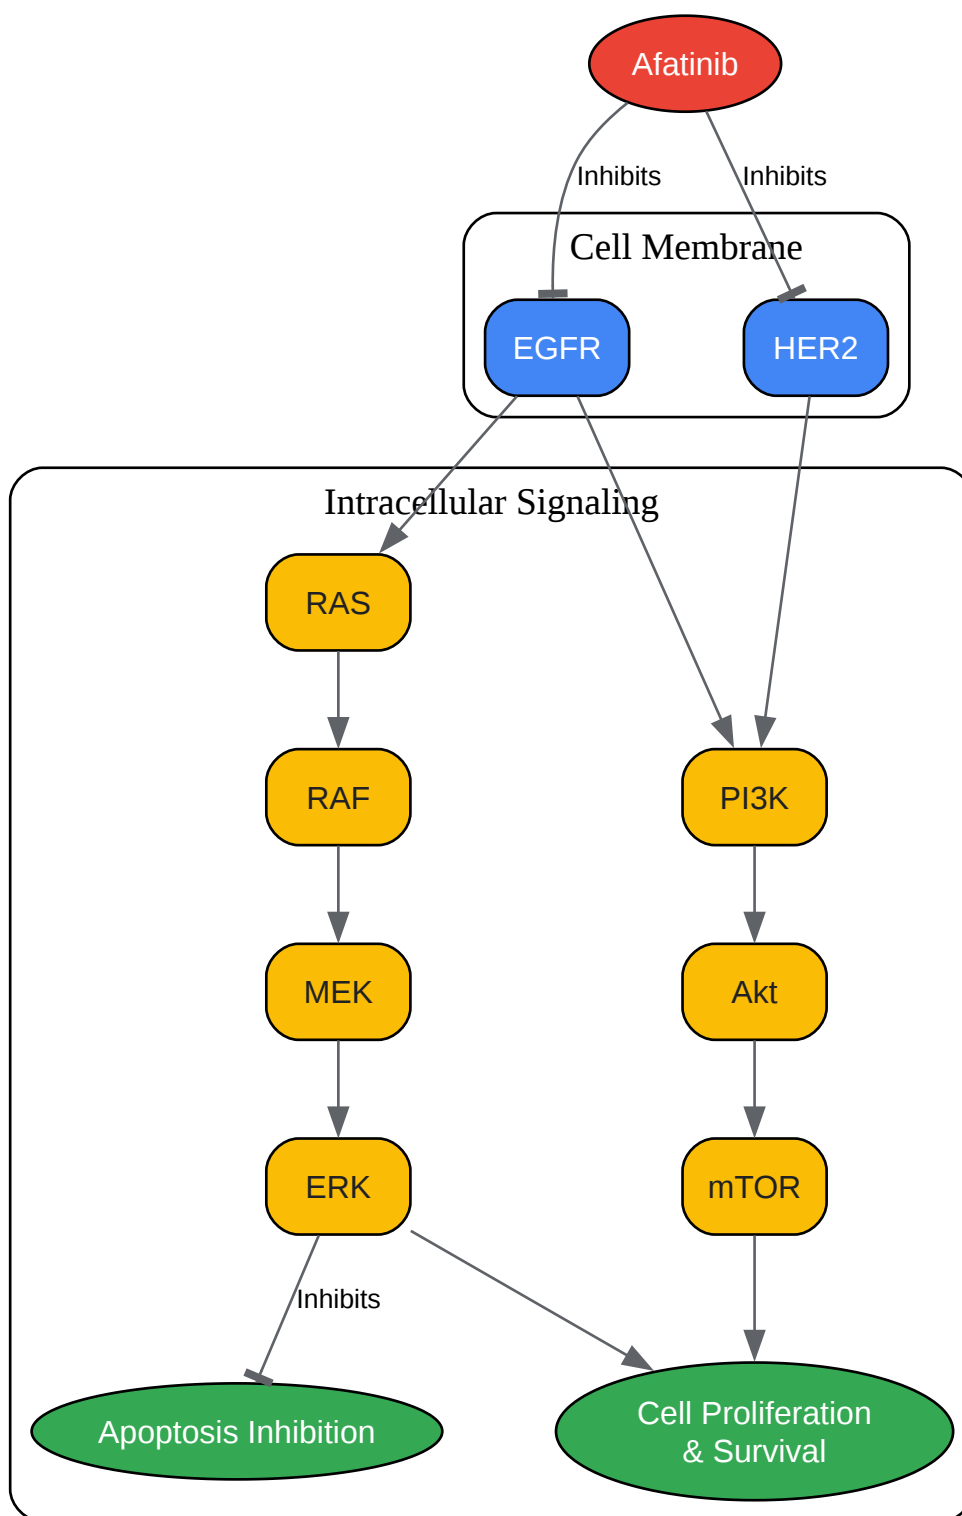 Afatinib
Inhibits
Inhibits
Cell Membrane
EGFR
HER2
Intracellular Signaling
RAS
RAF
PI3K
MEK
Akt
ERK
mTOR
Inhibits
Apoptosis Inhibition
Cell Proliferation
& Survival